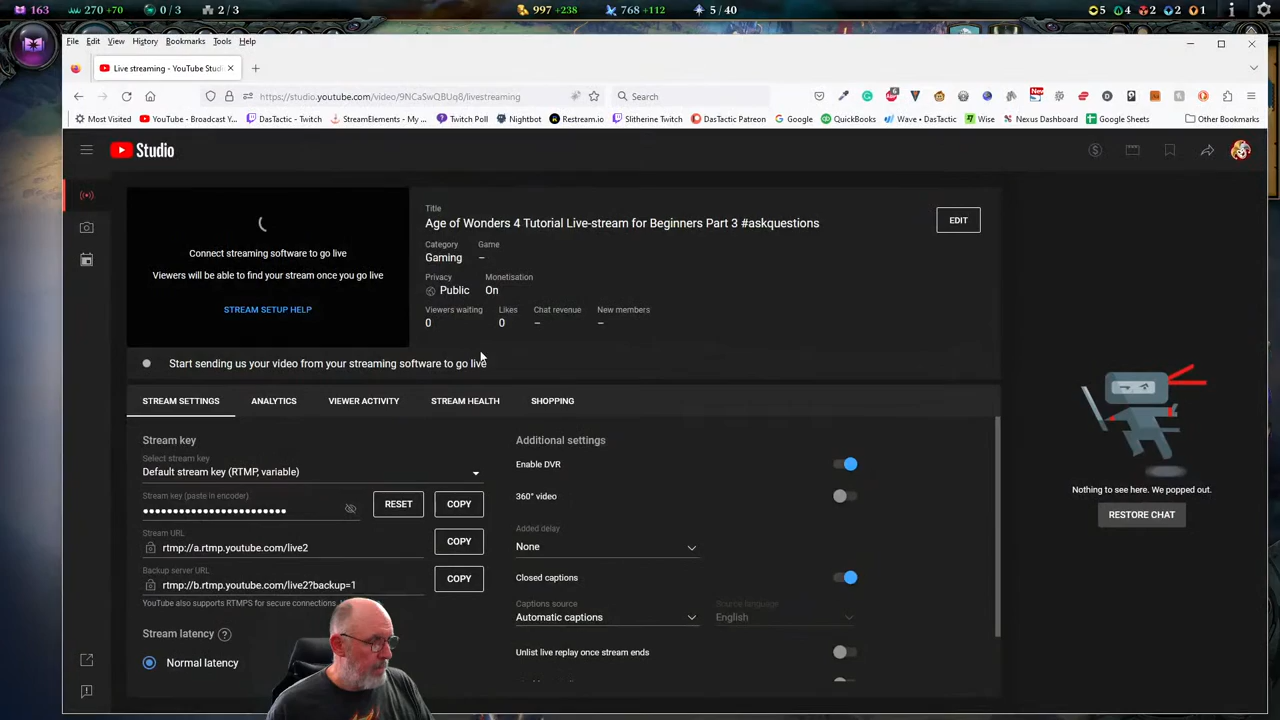 163 270 +70 0 / 3 2 / 3 997 +238 768 +112 5 / 40 5 4 2 2 1
File Edit View History Bookmarks Tools Help
Live streaming - YouTube Stud
https://studio.youtube.com/video/9NCaSwQBUq8/livestreaming
Search
New
Most Visited YouTube - Broadcast Y... DasTactic - Twitch StreamElements - My ... Twitch Poll Nightbot Restream.io Slitherine Twitch DasTactic Patreon Google QuickBooks Wave • DasTactic Wise Nexus Dashboard Google Sheets Other Bookmarks
Studio
Connect streaming software to go live
Viewers will be able to find your stream once you go live
STREAM SETUP HELP
Title
Age of Wonders 4 Tutorial Live-stream for Beginners Part 3 #askquestions
EDIT
Category Game
Gaming –
Privacy Monetisation
Public On
Viewers waiting Likes Chat revenue New members
0 0 – –
Start sending us your video from your streaming software to go live
STREAM SETTINGS ANALYTICS VIEWER ACTIVITY STREAM HEALTH SHOPPING
Stream key
Select stream key
Default stream key (RTMP, variable)
Stream key (paste in encoder)
••••••••••••••••••••••••
RESET COPY
Stream URL
rtmp://a.rtmp.youtube.com/live2
COPY
Backup server URL
rtmp://b.rtmp.youtube.com/live2?backup=1
COPY
YouTube also supports RTMPS for secure connections.
Stream latency
Normal latency
Additional settings
Enable DVR
360° video
Added delay
None
Closed captions
Captions source Source language
Automatic captions English
Unlist live replay once stream ends
Nothing to see here. We popped out.
RESTORE CHAT